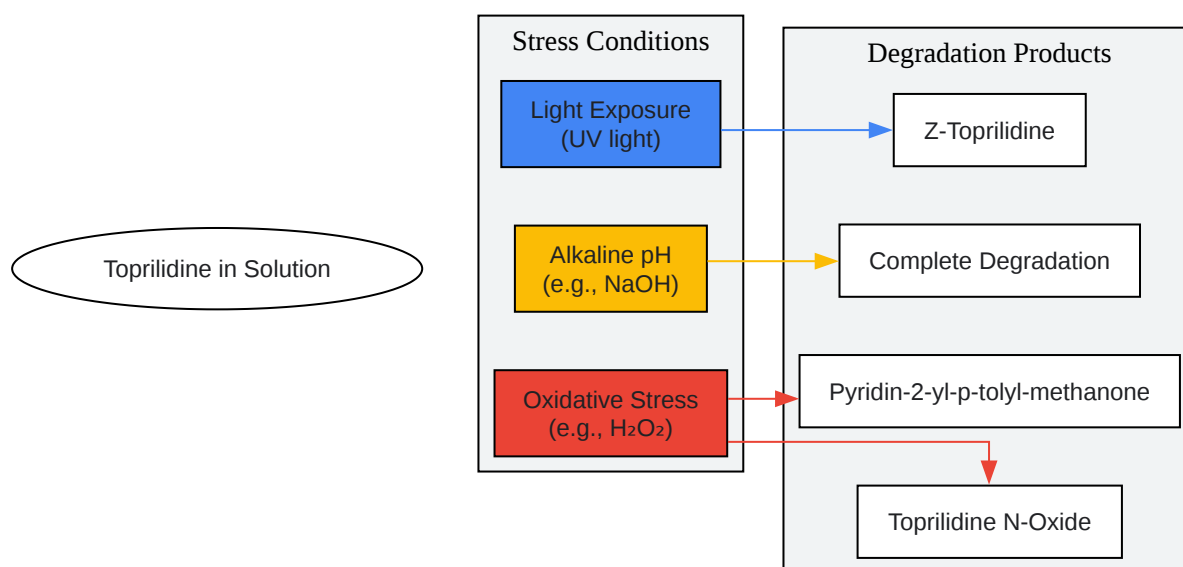 Stress Conditions
Degradation Products
Light Exposure
(UV light)
Z-Toprilidine
Toprilidine in Solution
Alkaline pH
(e.g., NaOH)
Complete Degradation
Oxidative Stress
(e.g., H₂O₂)
Pyridin-2-yl-p-tolyl-methanone
Toprilidine N-Oxide